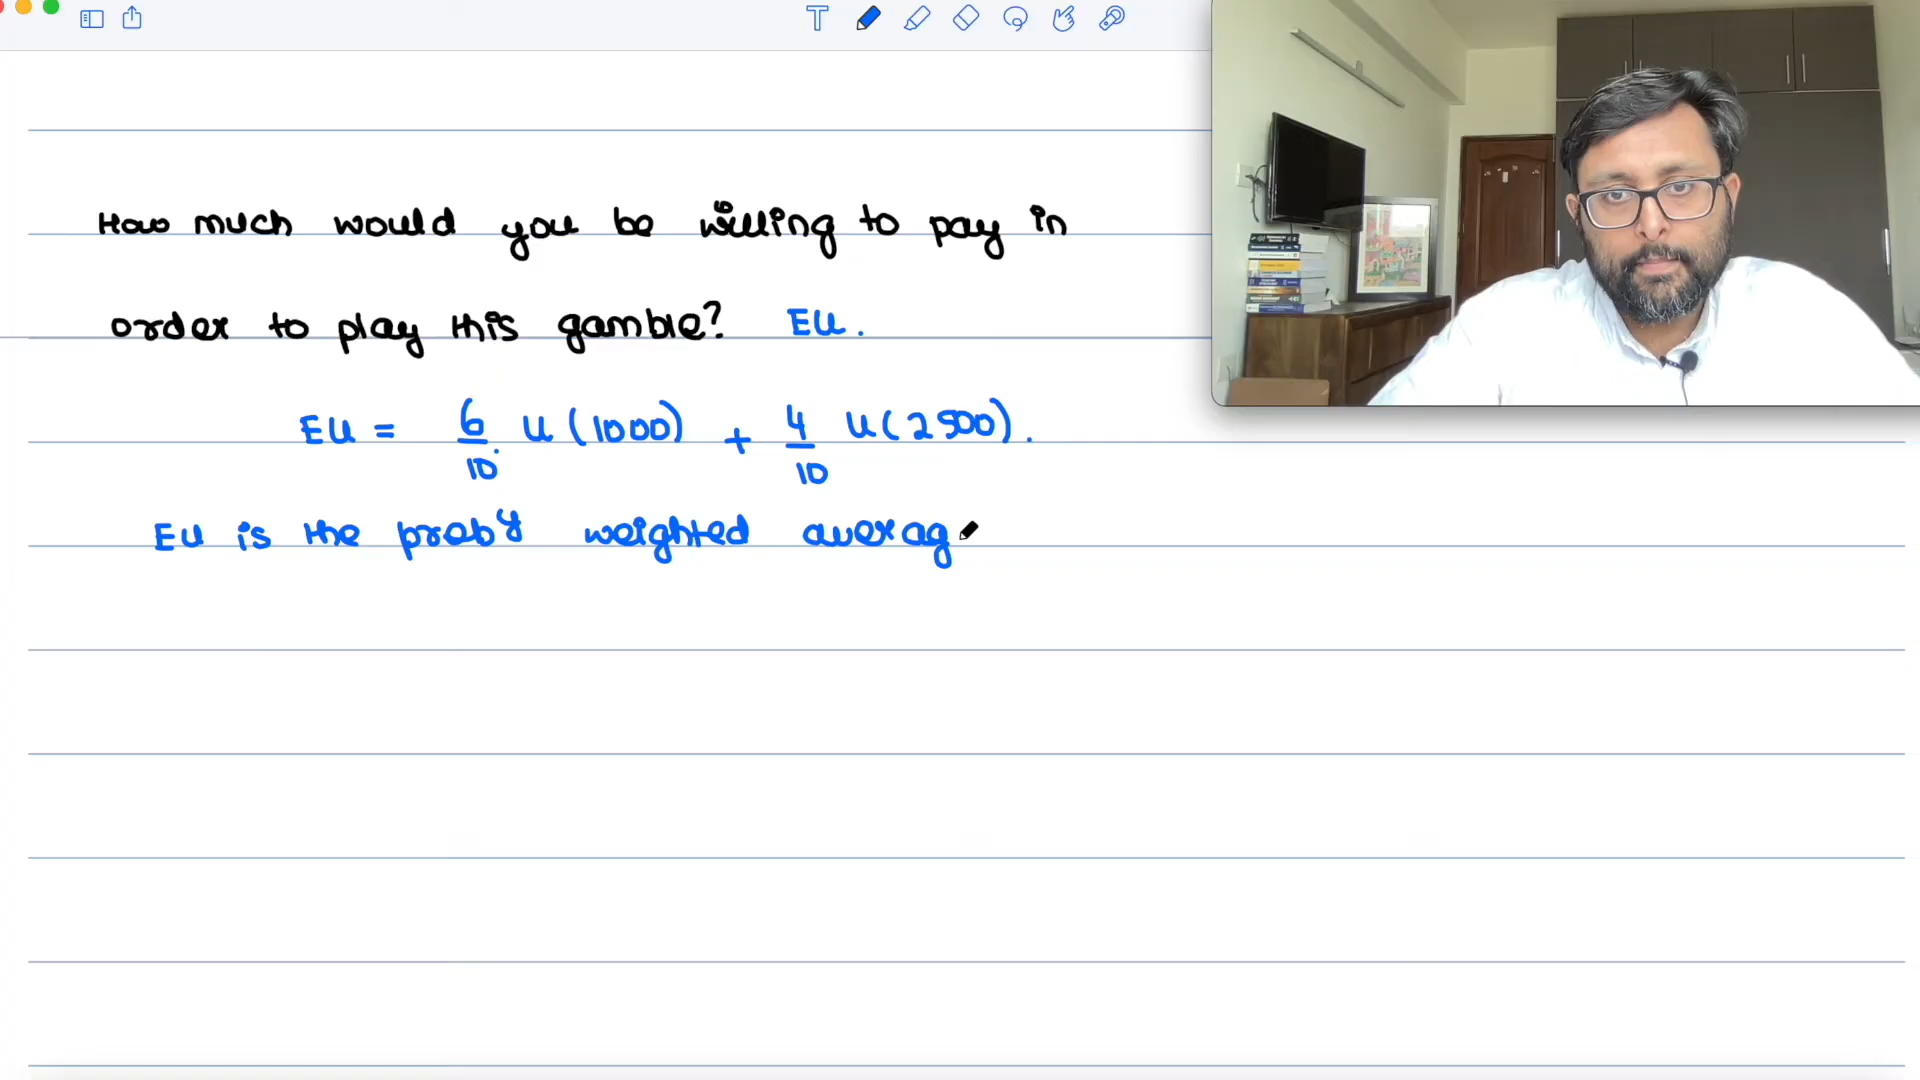 How much would you be willing to pay in
order to play this gamble? EU.
EU = 6/10 U(1000) + 4/10 U(2500).
EU is the prob^y weighted averag